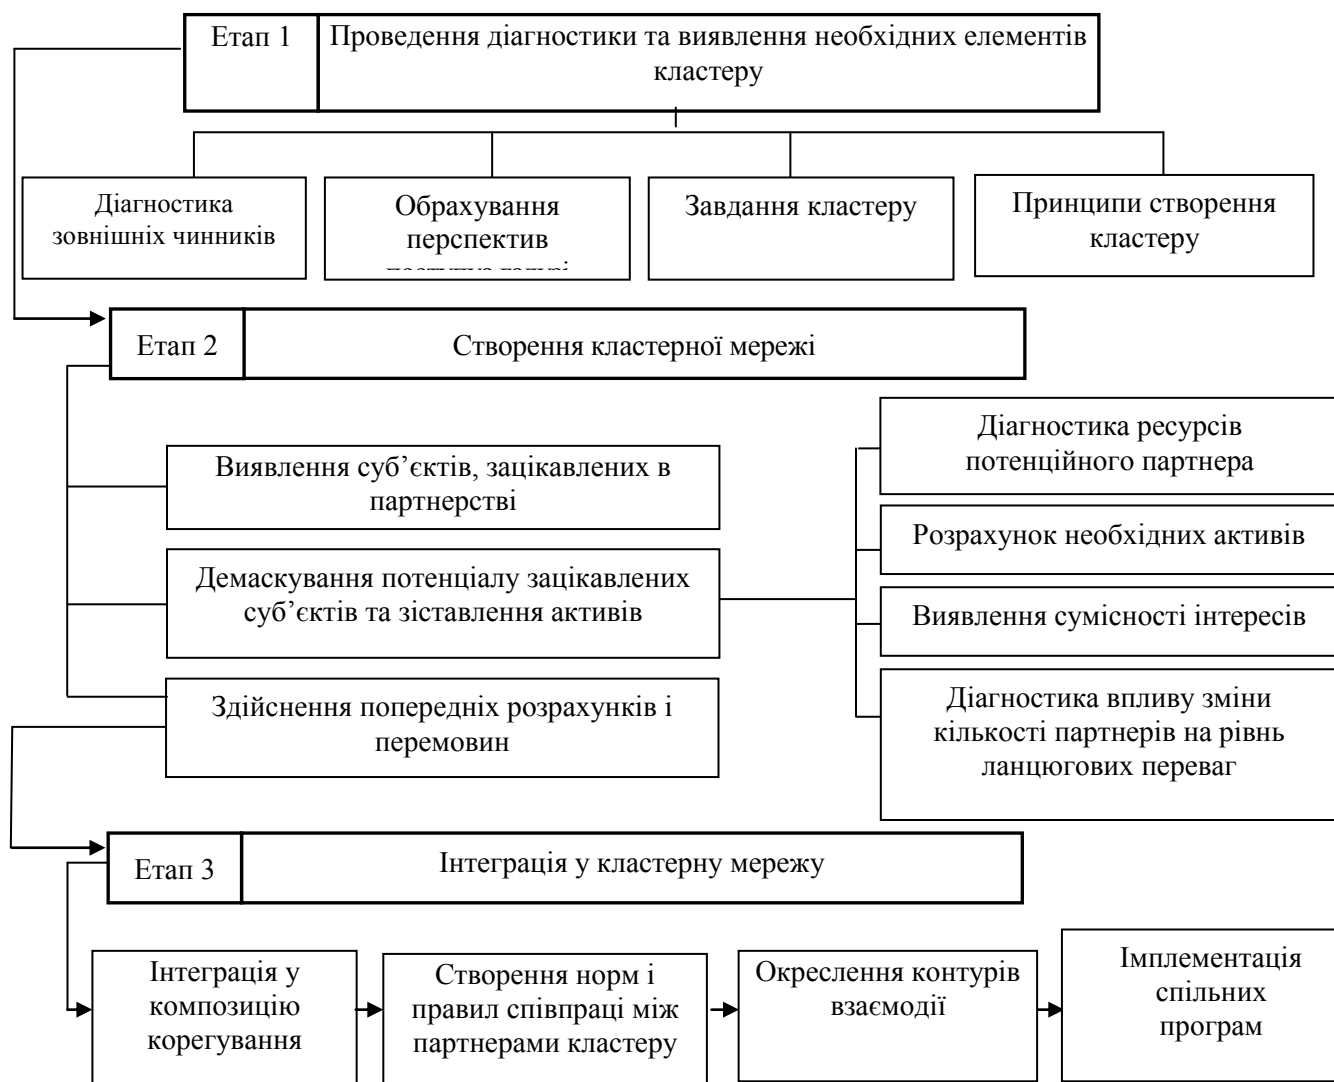 Етап 1
Проведення діагностики та виявлення необхідних елементів
кластеру
Діагностика
зовнішніх чинників
Обрахування
перспектив
Завдання кластеру
Принципи створення
кластеру
Етап 2
Створення кластерної мережі
Виявлення суб’єктів, зацікавлених в
партнерстві
Демаскування потенціалу зацікавлених
суб’єктів та зіставлення активів
Здійснення попередніх розрахунків і
перемовин
Діагностика ресурсів
потенційного партнера
Розрахунок необхідних активів
Виявлення сумісності інтересів
Діагностика впливу зміни
кількості партнерів на рівнь
ланцюгових переваг
Етап 3
Інтеграція у кластерну мережу
Інтеграція у
композицію
корегування
Створення норм і
правил співпраці між
партнерами кластеру
Окреслення контурів
взаємодії
Імплементація
спільних
програм